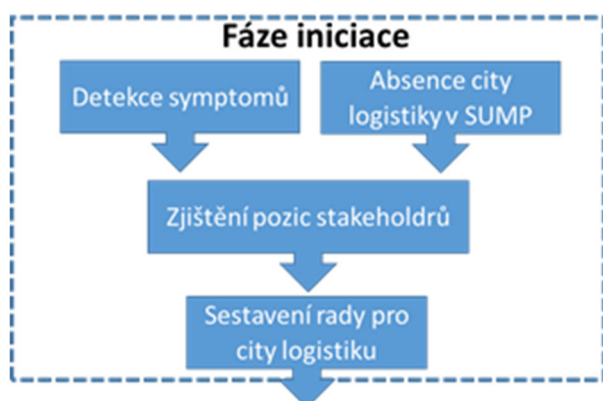 Fáze iniciace
Detekce symptomů
Absence city
logistiky v SUMP
Zjištění pozic stakeholdrů
Sestavení rady pro
city logistiku